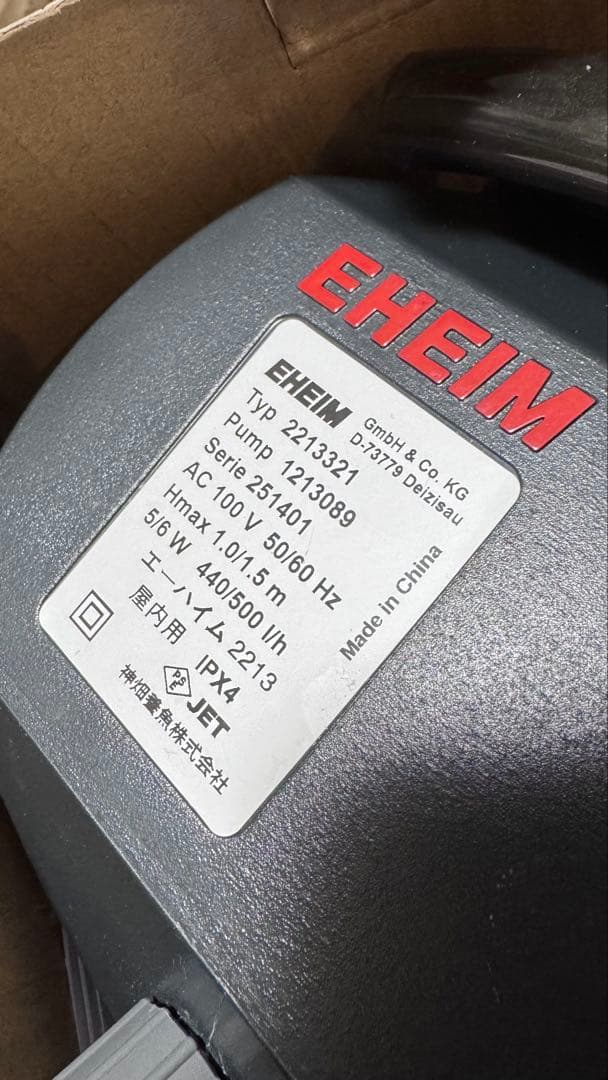 EHEIM
EHEIM GmbH & Co. KG
D-73779 Deizisau
Typ 2213321
Pump 1213089
Serie 251401
AC 100 V 50/60 Hz
Hmax 1.0/1.5 m
5/6 W 440/500 l/h
エーハイム 2213
屋内用 IPX4
PS
E
JET
神畑養魚株式会社
Made in China